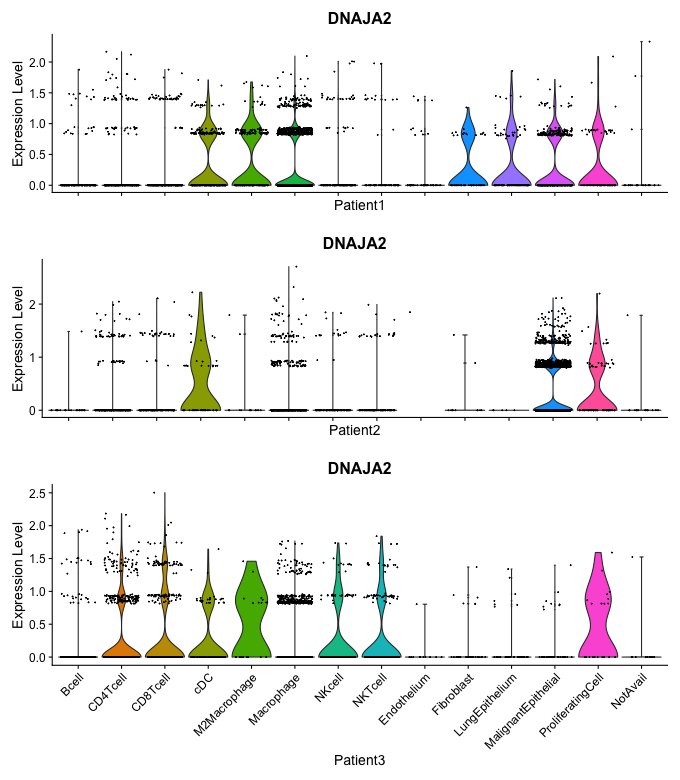 DNAJA2
Expression Level
2.0
1.5
1.0
0.5
0.0
Patient1
DNAJA2
Expression Level
2
1
0
Patient2
DNAJA2
Expression Level
2.5
2.0
1.5
1.0
0.5
0.0
Bcell
CD4Tcell
CD8Tcell
cDC
M2Macrophage
Macrophage
NKcell
NKTcell
Endothelium
Fibroblast
LungEpithelium
MalignantEpithelial
ProliferatingCell
NotAvail
Patient3